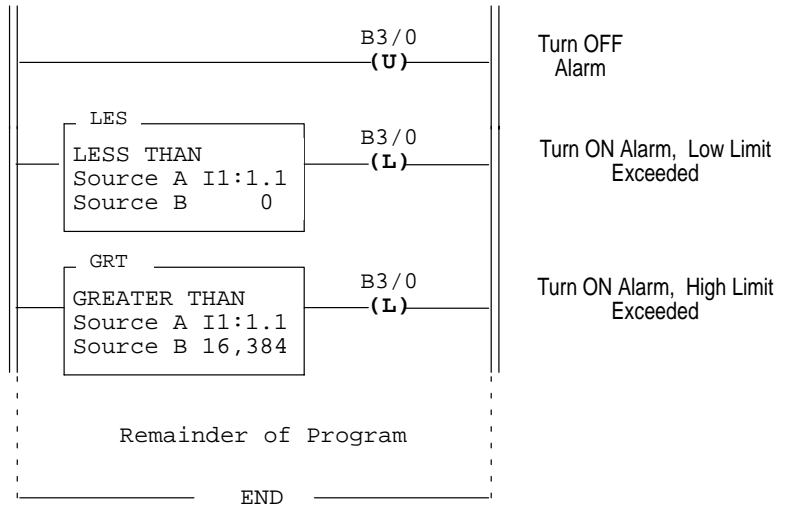 B3/0
(U)
Turn OFF
Alarm
LES
LESS THAN
Source A I1:1.1
Source B 0
B3/0
(L)
Turn ON Alarm, Low Limit
Exceeded
GRT
GREATER THAN
Source A I1:1.1
Source B 16,384
B3/0
(L)
Turn ON Alarm, High Limit
Exceeded
Remainder of Program
END